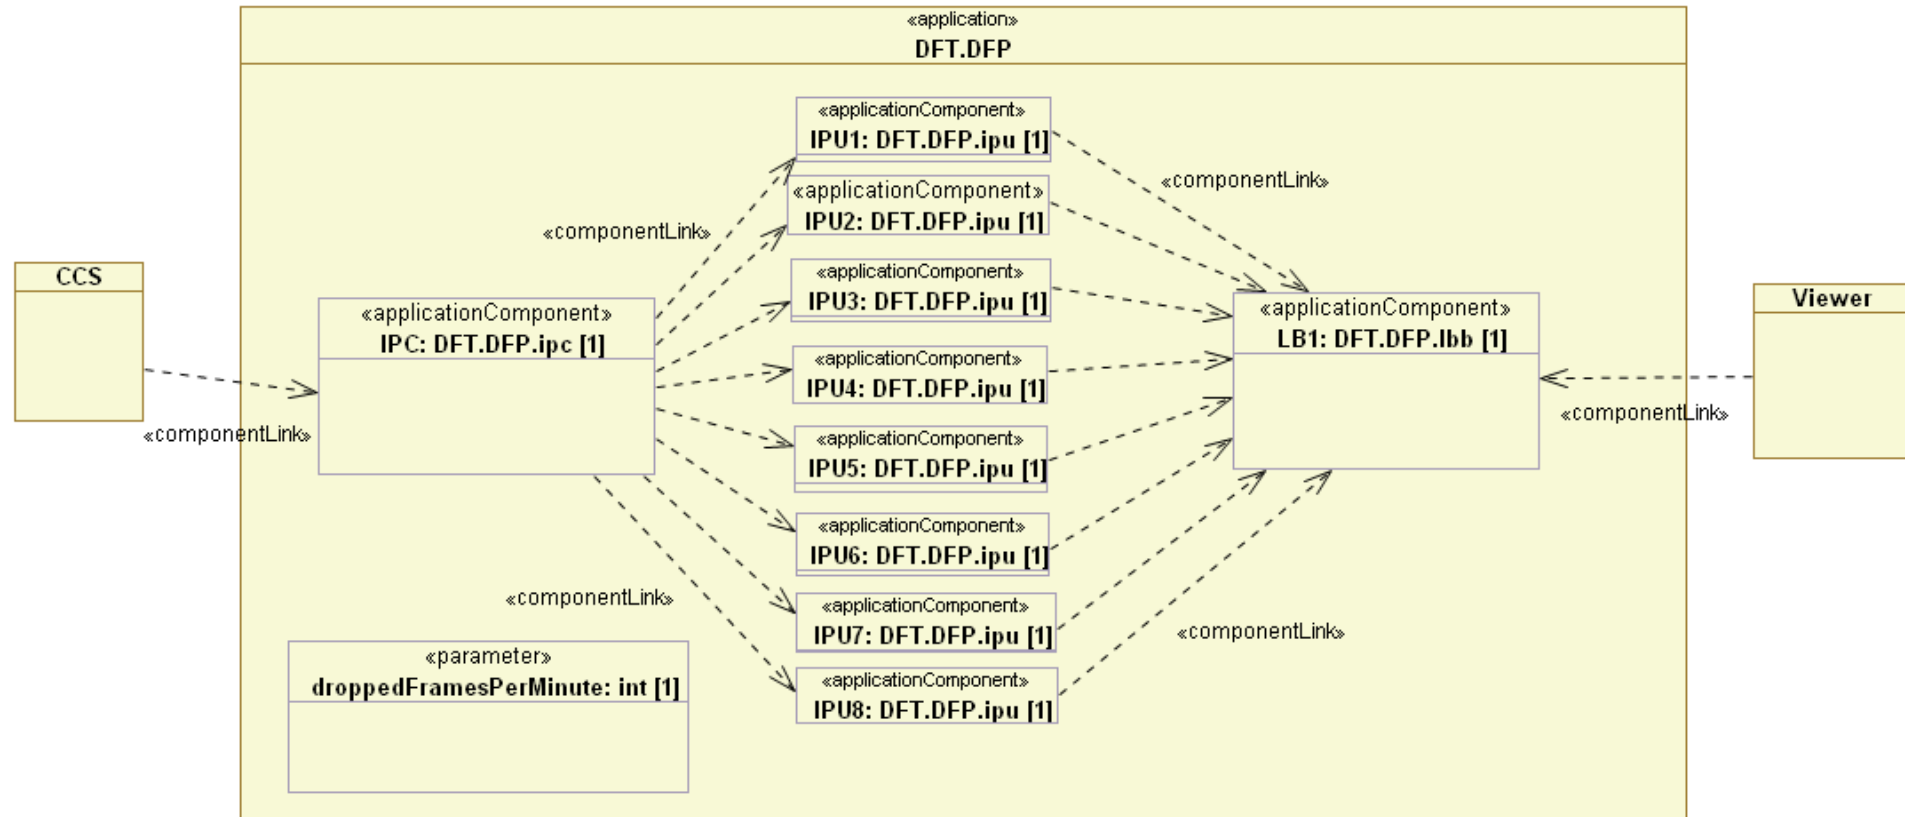 «application»
DFT.DFP
«applicationComponent»
IPU1: DFT.DFP.ipu [1]
«componentLink»
«applicationComponent»
IPU2: DFT.DFP.ipu [1]
«componentLink»
CCS
«applicationComponent»
IPU3: DFT.DFP.ipu [1]
Viewer
«applicationComponent»
IPC: DFT.DFP.ipc [1]
«applicationComponent»
LB1: DFT.DFP.lbb [1]
«applicationComponent»
IPU4: DFT.DFP.ipu [1]
«componentLink»
«componentLink»
«applicationComponent»
IPU5: DFT.DFP.ipu [1]
«applicationComponent»
IPU6: DFT.DFP.ipu [1]
«componentLink»
«applicationComponent»
IPU7: DFT.DFP.ipu [1]
«componentLink»
«parameter»
droppedFramesPerMinute: int [1]
«applicationComponent»
IPU8: DFT.DFP.ipu [1]